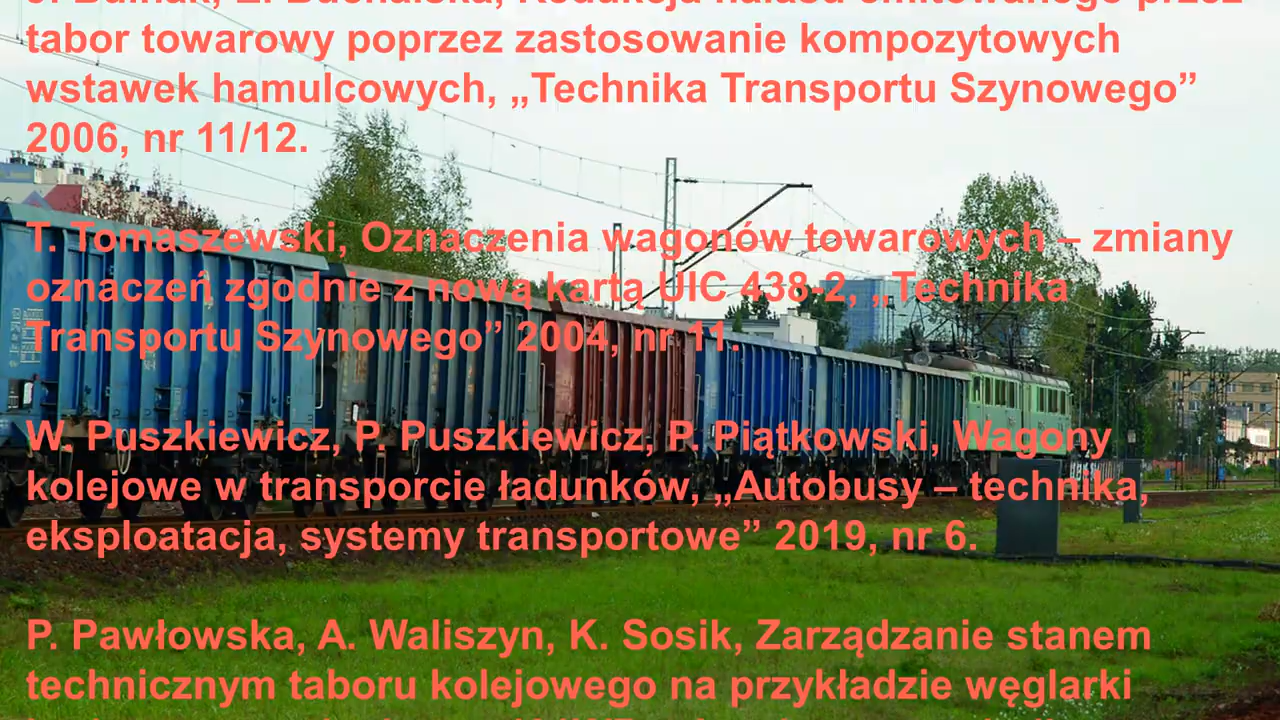 tabor towarowy poprzez zastosowanie kompozytowych
wstawek hamulcowych, „Technika Transportu Szynowego”
2006, nr 11/12.
T. Tomaszewski, Oznaczenia wagonów towarowych – zmiany
oznaczeń zgodnie z nową kartą UIC 438-2, „Technika
Transportu Szynowego” 2004, nr 11.
W. Puszkiewicz, P. Puszkiewicz, P. Piątkowski, Wagony
kolejowe w transporcie ładunków, „Autobusy – technika,
eksploatacja, systemy transportowe” 2019, nr 6.
P. Pawłowska, A. Waliszyn, K. Sosik, Zarządzanie stanem
technicznym taboru kolejowego na przykładzie węglarki